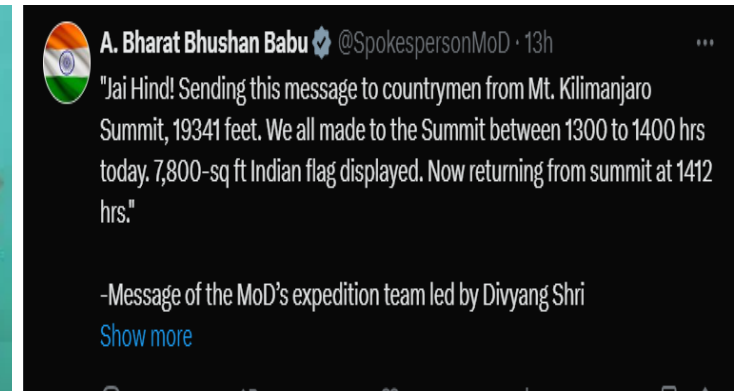 A. Bharat Bhushan Babu @SpokespersonMoD · 13h
"Jai Hind! Sending this message to countrymen from Mt. Kilimanjaro
Summit, 19341 feet. We all made to the Summit between 1300 to 1400 hrs
today. 7,800-sq ft Indian flag displayed. Now returning from summit at 1412
hrs."
-Message of the MoD's expedition team led by Divyang Shri
Show more